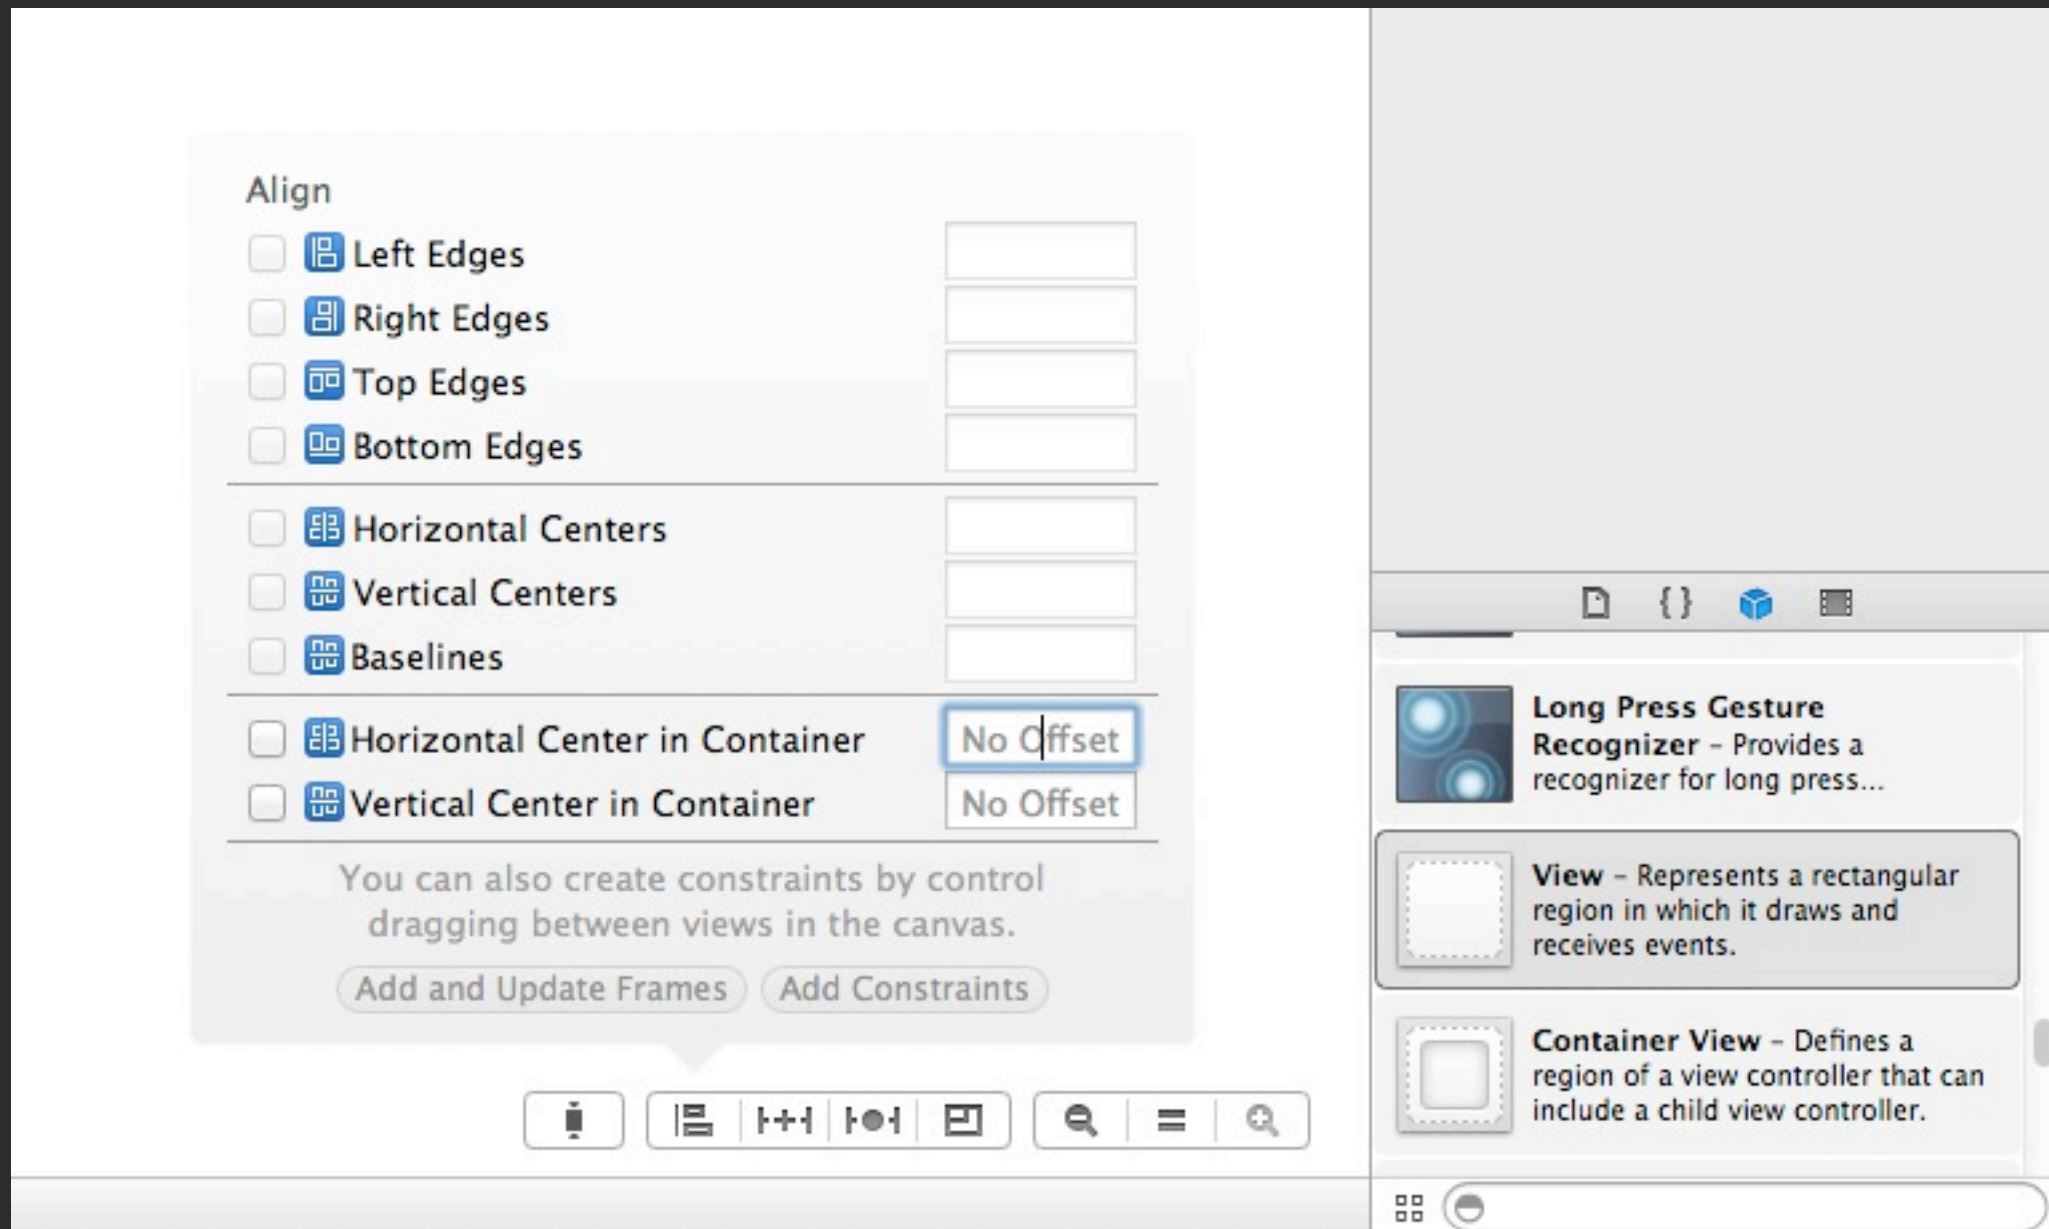 Align
Left Edges
Right Edges
Top Edges
Bottom Edges
Horizontal Centers
Vertical Centers
Baselines
Horizontal Center in Container No Offset
Vertical Center in Container No Offset
You can also create constraints by control
dragging between views in the canvas.
Add and Update Frames Add Constraints
Long Press Gesture
Recognizer – Provides a
recognizer for long press...
View – Represents a rectangular
region in which it draws and
receives events.
Container View – Defines a
region of a view controller that can
include a child view controller.